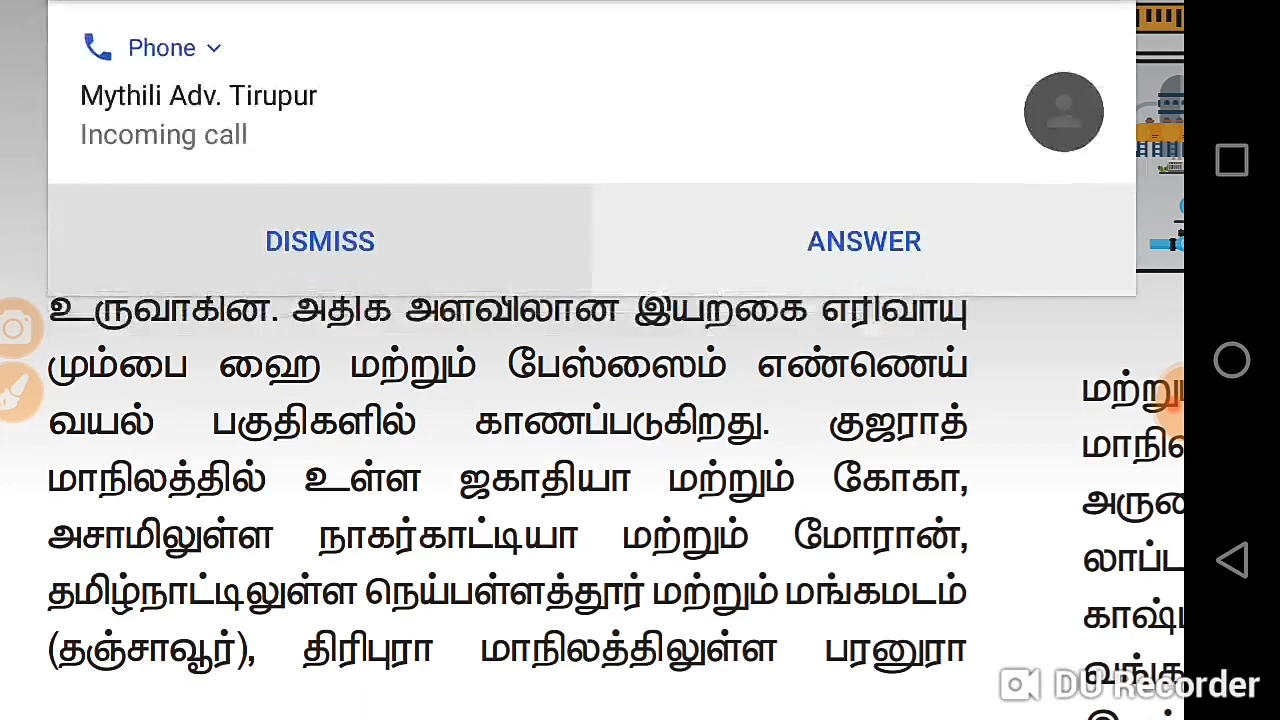 Phone
Mythili Adv. Tirupur
Incoming call
DISMISS
ANSWER
உருவாகின. அதிக அளவிலான இயற்கை எரிவாயு
மும்பை ஹை மற்றும் பேஸ்ஸைம் எண்ணெய்
வயல் பகுதிகளில் காணப்படுகிறது. குஜராத்
மாநிலத்தில் உள்ள ஜகாதியா மற்றும் கோகா,
அசாமிலுள்ள நாகர்காட்டியா மற்றும் மோரான்,
தமிழ்நாட்டிலுள்ள நெய்பள்ளத்தூர் மற்றும் மங்கமடம்
(தஞ்சாவூர்), திரிபுரா மாநிலத்திலுள்ள பரனுரா
DU Recorder